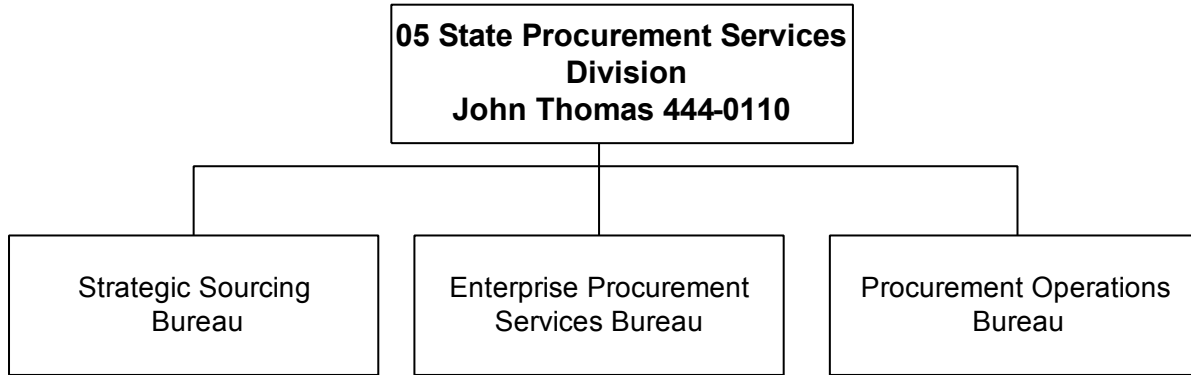 05 State Procurement Services
Division
John Thomas 444-0110
Strategic Sourcing
Bureau
Enterprise Procurement
Services Bureau
Procurement Operations
Bureau